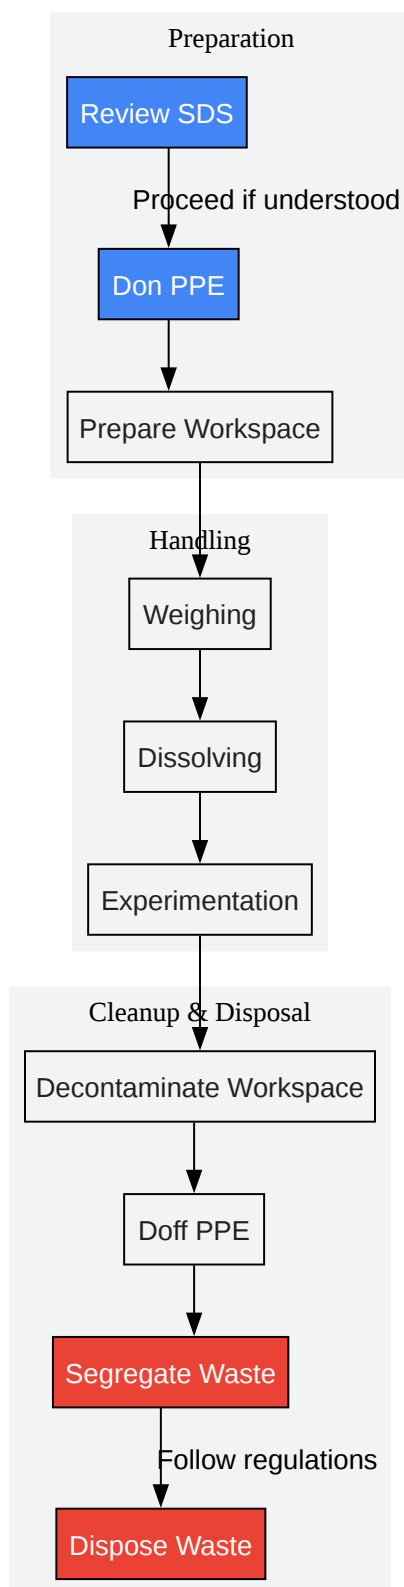 Preparation
Review SDS
Proceed if understood
Don PPE
Prepare Workspace
Handling
Weighing
Dissolving
Experimentation
Cleanup & Disposal
Decontaminate Workspace
Doff PPE
Segregate Waste
Follow regulations
Dispose Waste